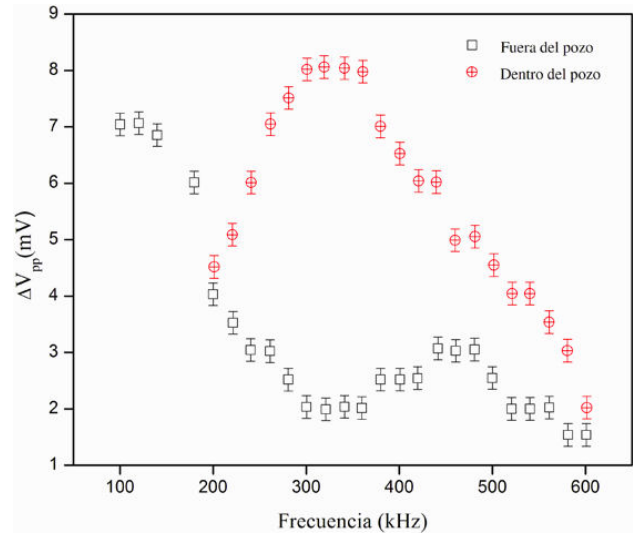 9
8
7
6
5
4
3
2
1
ΔVpp(mV)
Fuera del pozo
Dentro del pozo
100 200 300 400 500 600
Frecuencia (kHz)